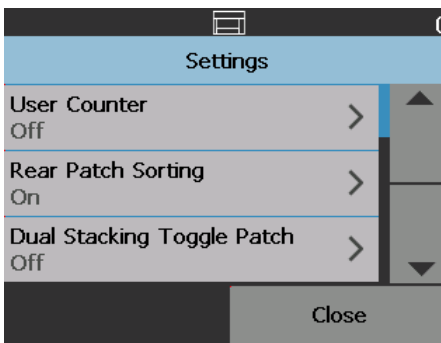 Settings
User Counter
Off
Rear Patch Sorting
On
Dual Stacking Toggle Patch
Off
Close